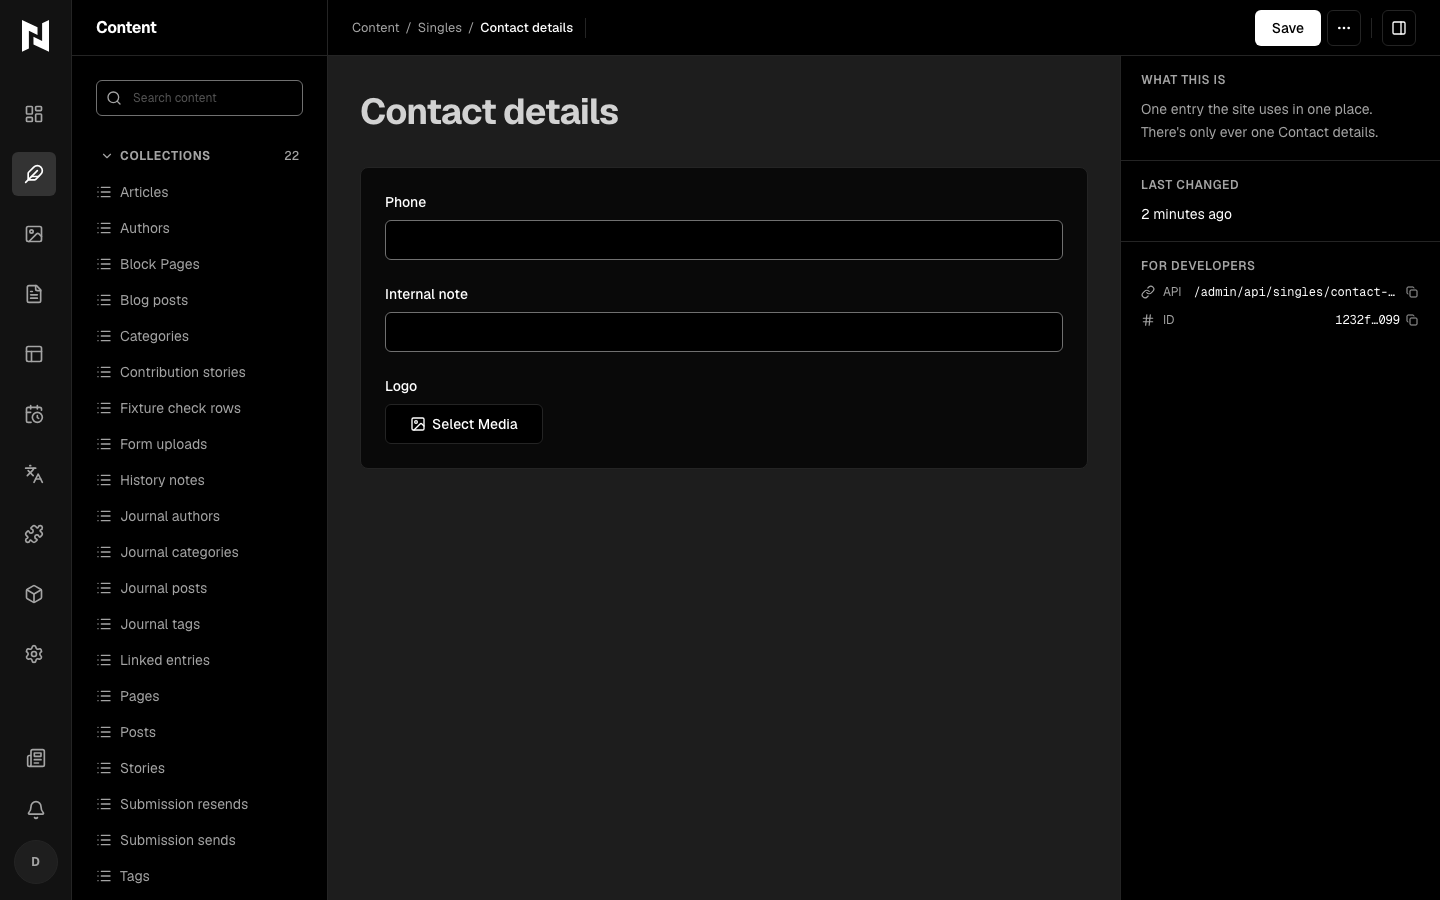 Content
Content / Singles / Contact details
Save
Search content
COLLECTIONS 22
Articles
Authors
Block Pages
Blog posts
Categories
Contribution stories
Fixture check rows
Form uploads
History notes
Journal authors
Journal categories
Journal posts
Journal tags
Linked entries
Pages
Posts
Stories
Submission resends
Submission sends
Tags
D
Contact details
Phone
Internal note
Logo
Select Media
WHAT THIS IS
One entry the site uses in one place.
There's only ever one Contact details.
LAST CHANGED
2 minutes ago
FOR DEVELOPERS
API /admin/api/singles/contact-…
ID 1232f…099